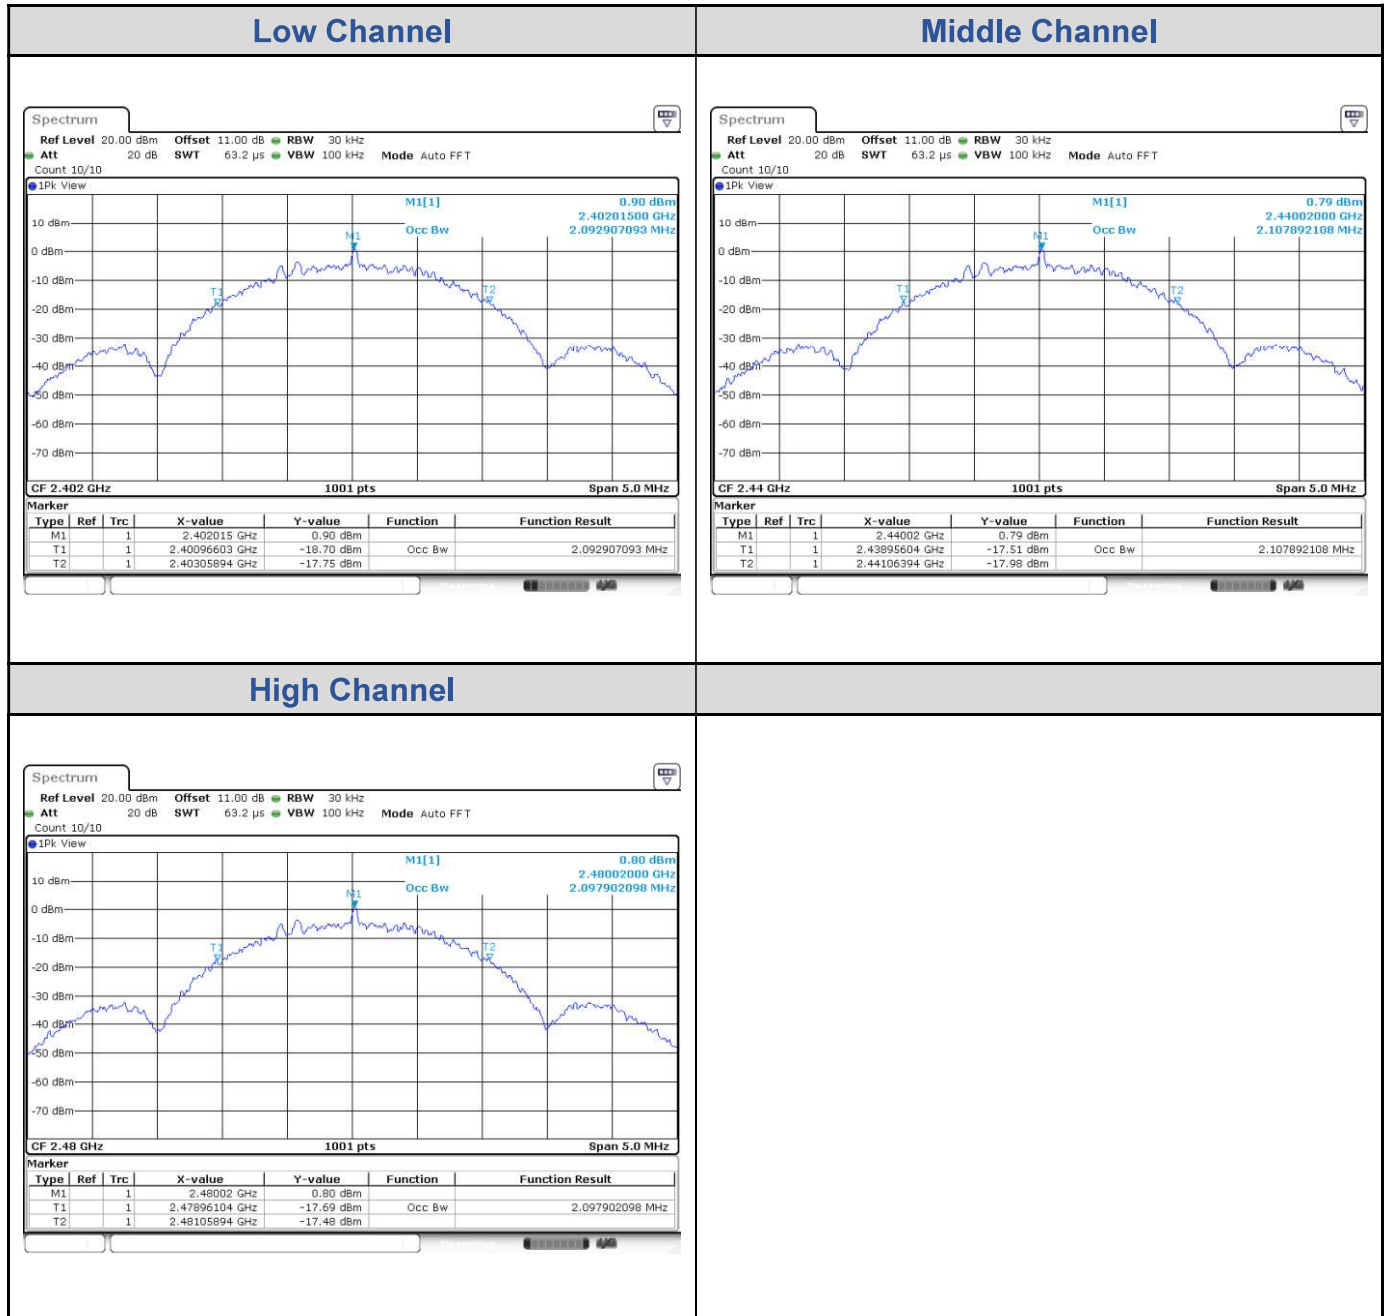 Low Channel
Middle Channel
Spectrum
Ref Level 20.00 dBm Offset 11.00 dB RBW 30 kHz
Att 20 dB SWT 63.2 µs VBW 100 kHz Mode Auto FFT
Count 10/10
1Pk View
M1[1] 0.90 dBm
2.40201500 GHz
Occ Bw 2.092907093 MHz
10 dBm
M1
0 dBm
-10 dBm
T1
T2
-20 dBm
-30 dBm
-40 dBm
-50 dBm
-60 dBm
-70 dBm
CF 2.402 GHz 1001 pts Span 5.0 MHz
Marker
Type Ref Trc X-value Y-value Function Function Result
M1 1 2.402015 GHz 0.90 dBm
T1 1 2.40096603 GHz -18.70 dBm Occ Bw 2.092907093 MHz
T2 1 2.40305894 GHz -17.75 dBm
Spectrum
Ref Level 20.00 dBm Offset 11.00 dB RBW 30 kHz
Att 20 dB SWT 63.2 µs VBW 100 kHz Mode Auto FFT
Count 10/10
1Pk View
M1[1] 0.79 dBm
2.44002000 GHz
Occ Bw 2.107892108 MHz
10 dBm
M1
0 dBm
-10 dBm
T1
T2
-20 dBm
-30 dBm
-40 dBm
-50 dBm
-60 dBm
-70 dBm
CF 2.44 GHz 1001 pts Span 5.0 MHz
Marker
Type Ref Trc X-value Y-value Function Function Result
M1 1 2.44002 GHz 0.79 dBm
T1 1 2.43895604 GHz -17.51 dBm Occ Bw 2.107892108 MHz
T2 1 2.44106394 GHz -17.98 dBm
High Channel
Spectrum
Ref Level 20.00 dBm Offset 11.00 dB RBW 30 kHz
Att 20 dB SWT 63.2 µs VBW 100 kHz Mode Auto FFT
Count 10/10
1Pk View
M1[1] 0.80 dBm
2.48002000 GHz
Occ Bw 2.097902098 MHz
10 dBm
M1
0 dBm
-10 dBm
T1
T2
-20 dBm
-30 dBm
-40 dBm
-50 dBm
-60 dBm
-70 dBm
CF 2.48 GHz 1001 pts Span 5.0 MHz
Marker
Type Ref Trc X-value Y-value Function Function Result
M1 1 2.48002 GHz 0.80 dBm
T1 1 2.47896104 GHz -17.69 dBm Occ Bw 2.097902098 MHz
T2 1 2.48105894 GHz -17.48 dBm